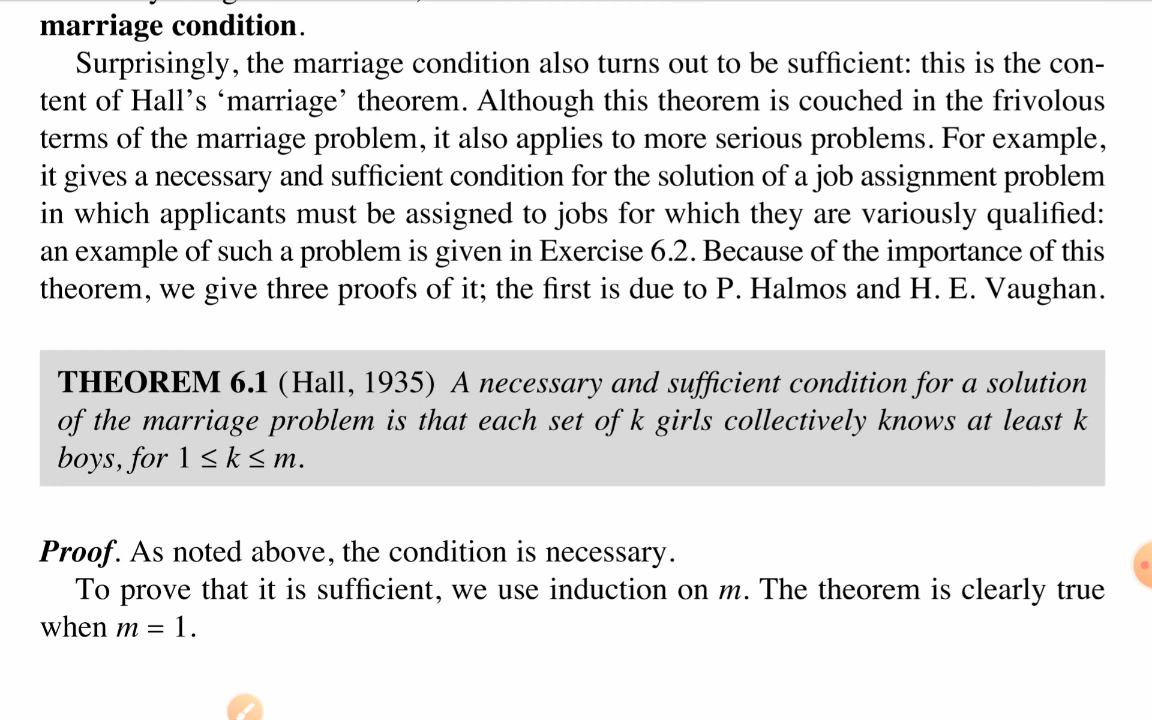 marriage condition.
Surprisingly, the marriage condition also turns out to be sufficient: this is the con-
tent of Hall’s ‘marriage’ theorem. Although this theorem is couched in the frivolous
terms of the marriage problem, it also applies to more serious problems. For example,
it gives a necessary and sufficient condition for the solution of a job assignment problem
in which applicants must be assigned to jobs for which they are variously qualified:
an example of such a problem is given in Exercise 6.2. Because of the importance of this
theorem, we give three proofs of it; the first is due to P. Halmos and H. E. Vaughan.
THEOREM 6.1 (Hall, 1935) A necessary and sufficient condition for a solution
of the marriage problem is that each set of k girls collectively knows at least k
boys, for 1 ≤ k ≤ m.
Proof. As noted above, the condition is necessary.
To prove that it is sufficient, we use induction on m. The theorem is clearly true
when m = 1.